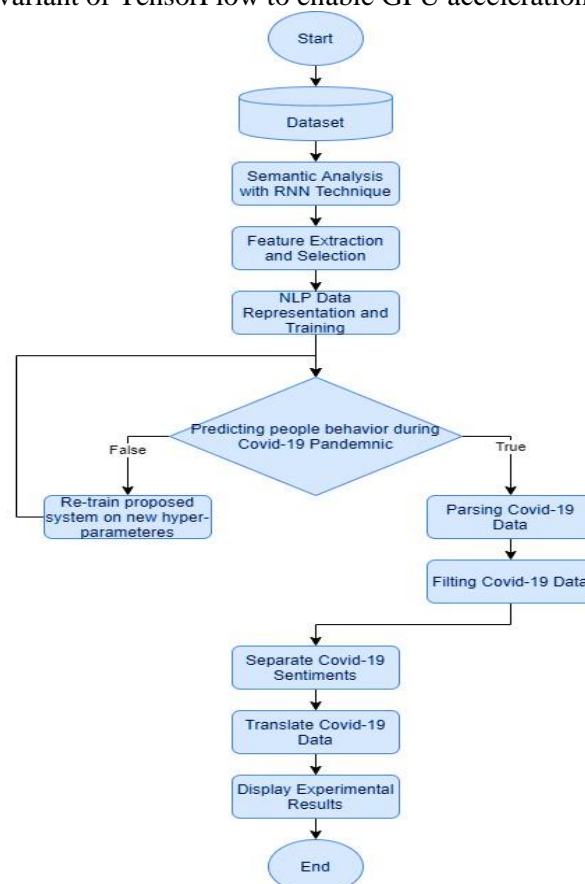 variant of TensorFlow to enable GPU acceleration
Start
Dataset
Semantic Analysis
with RNN Technique
Feature Extraction
and Selection
NLP Data
Representation and
Training
Predicting people behavior during
Covid-19 Pandemnic
False
True
Re-train proposed
system on new hyper-
parameteres
Parsing Covid-19
Data
Filting Covid-19 Data
Separate Covid-19
Sentiments
Translate Covid-19
Data
Display Experimental
Results
End